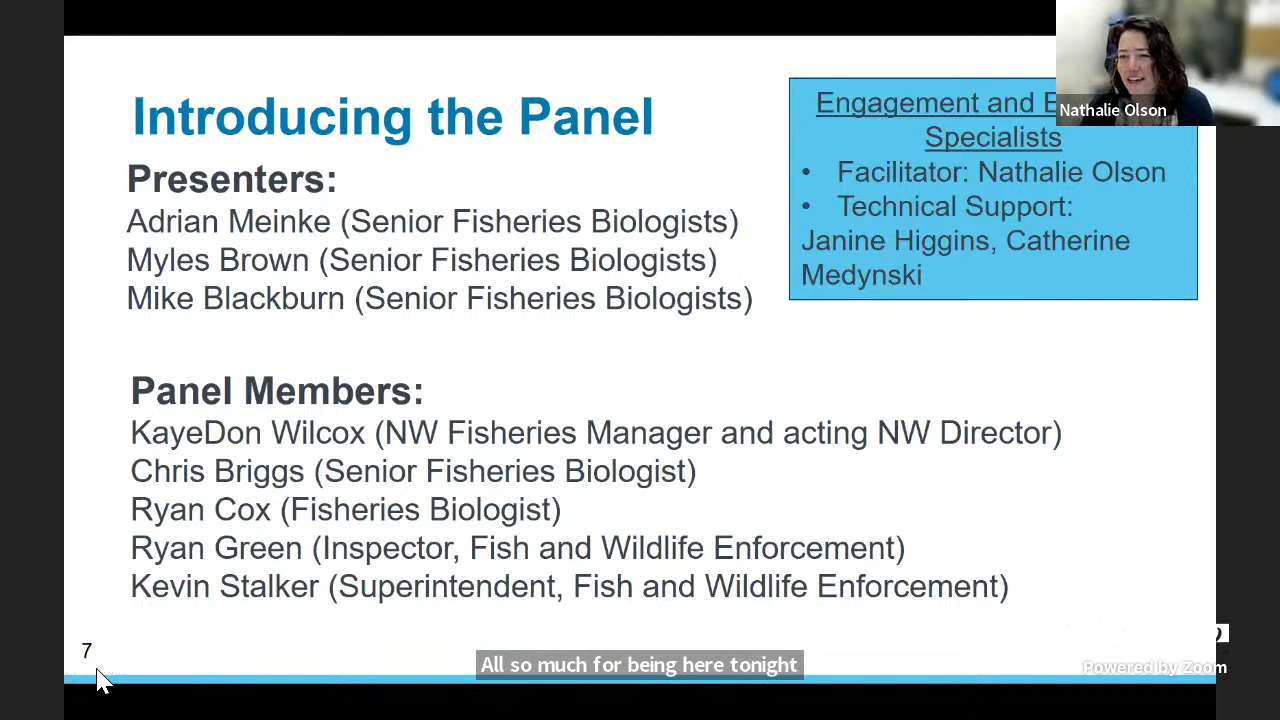 Introducing the Panel
Presenters:
Adrian Meinke (Senior Fisheries Biologists)
Myles Brown (Senior Fisheries Biologists)
Mike Blackburn (Senior Fisheries Biologists)
Engagement and E
Specialists
• Facilitator: Nathalie Olson
• Technical Support:
Janine Higgins, Catherine
Medynski
Nathalie Olson
Panel Members:
KayeDon Wilcox (NW Fisheries Manager and acting NW Director)
Chris Briggs (Senior Fisheries Biologist)
Ryan Cox (Fisheries Biologist)
Ryan Green (Inspector, Fish and Wildlife Enforcement)
Kevin Stalker (Superintendent, Fish and Wildlife Enforcement)
7
All so much for being here tonight
Powered by Zoom